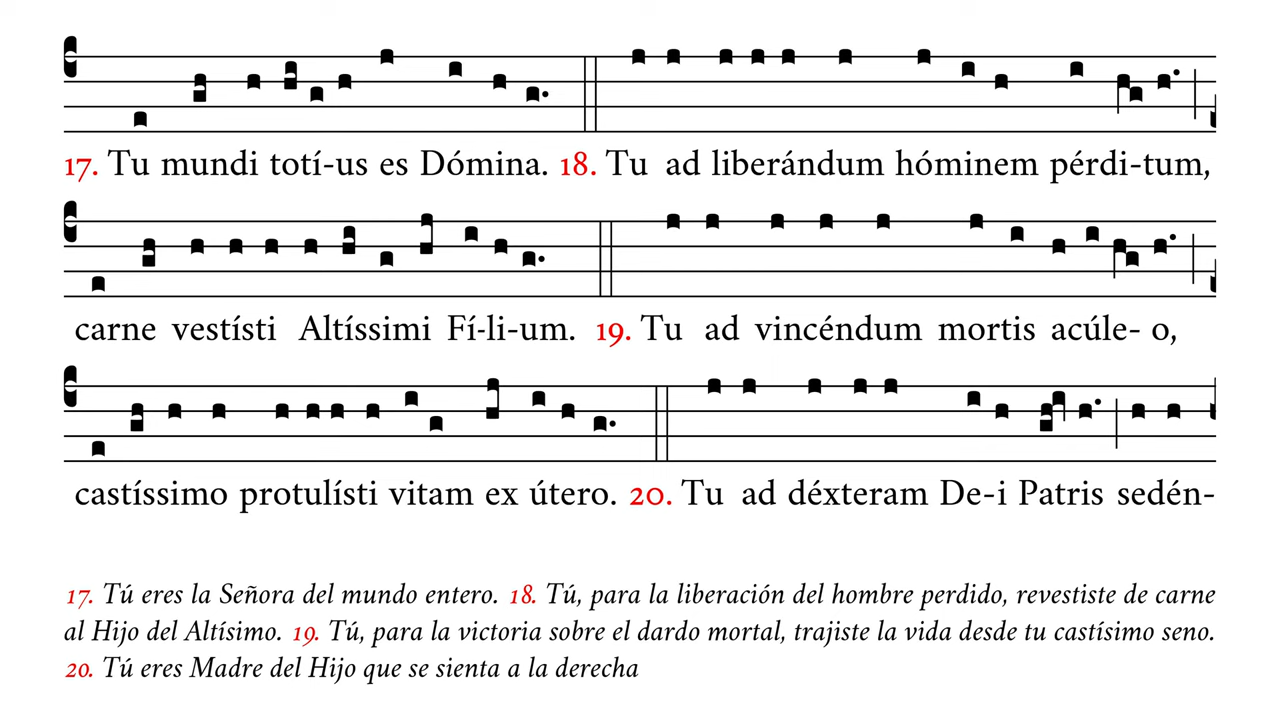 17. Tu mundi totí-us es Dómina. 18. Tu ad liberándum hóminem pérdi-tum,
carne vestísti Altíssimi Fí-li-um. 19. Tu ad vincéndum mortis acúle- o,
castíssimo protulísti vitam ex útero. 20. Tu ad déxteram De-i Patris sedén-
17. Tú eres la Señora del mundo entero. 18. Tú, para la liberación del hombre perdido, revestiste de carne
al Hijo del Altísimo. 19. Tú, para la victoria sobre el dardo mortal, trajiste la vida desde tu castísimo seno.
20. Tú eres Madre del Hijo que se sienta a la derecha